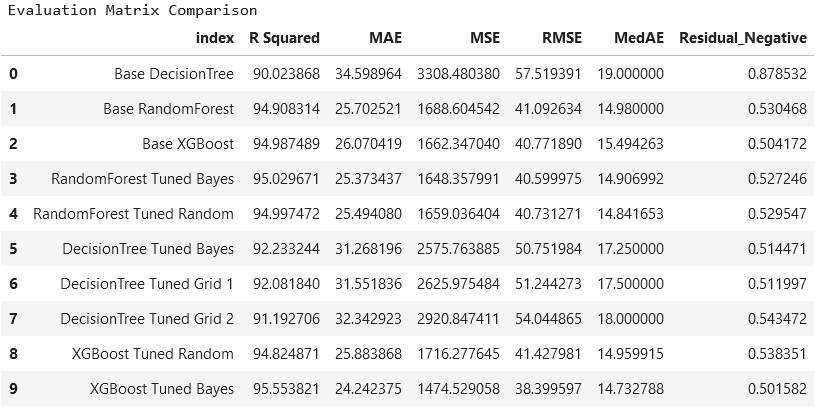 Evaluation Matrix Comparison
index R Squared MAE MSE RMSE MedAE Residual_Negative
0 Base DecisionTree 90.023868 34.598964 3308.480380 57.519391 19.000000 0.878532
1 Base RandomForest 94.908314 25.702521 1688.604542 41.092634 14.980000 0.530468
2 Base XGBoost 94.987489 26.070419 1662.347040 40.771890 15.494263 0.504172
3 RandomForest Tuned Bayes 95.029671 25.373437 1648.357991 40.599975 14.906992 0.527246
4 RandomForest Tuned Random 94.997472 25.494080 1659.036404 40.731271 14.841653 0.529547
5 DecisionTree Tuned Bayes 92.233244 31.268196 2575.763885 50.751984 17.250000 0.514471
6 DecisionTree Tuned Grid 1 92.081840 31.551836 2625.975484 51.244273 17.500000 0.511997
7 DecisionTree Tuned Grid 2 91.192706 32.342923 2920.847411 54.044865 18.000000 0.543472
8 XGBoost Tuned Random 94.824871 25.883868 1716.277645 41.427981 14.959915 0.538351
9 XGBoost Tuned Bayes 95.553821 24.242375 1474.529058 38.399597 14.732788 0.501582